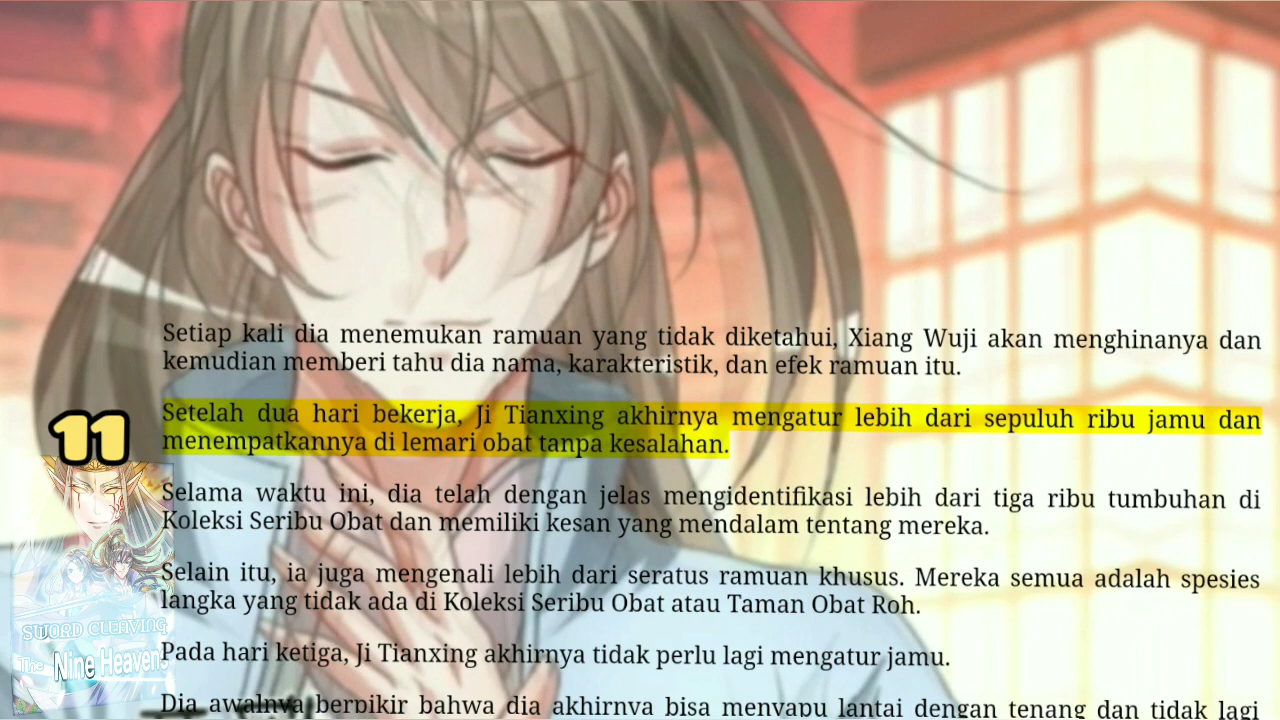 Setiap kali dia menemukan ramuan yang tidak diketahui, Xiang Wuji akan menghinanya dan
kemudian memberi tahu dia nama, karakteristik, dan efek ramuan itu.
Setelah dua hari bekerja, Ji Tianxing akhirnya mengatur lebih dari sepuluh ribu jamu dan
menempatkannya di lemari obat tanpa kesalahan.
11
Selama waktu ini, dia telah dengan jelas mengidentifikasi lebih dari tiga ribu tumbuhan di
Koleksi Seribu Obat dan memiliki kesan yang mendalam tentang mereka.
Selain itu, ia juga mengenali lebih dari seratus ramuan khusus. Mereka semua adalah spesies
langka yang tidak ada di Koleksi Seribu Obat atau Taman Obat Roh.
SWORD CLEAVING
The Nine Heavens
Pada hari ketiga, Ji Tianxing akhirnya tidak perlu lagi mengatur jamu.
Dia awalnya berpikir bahwa dia akhirnya bisa menyapu lantai dengan tenang dan tidak lagi